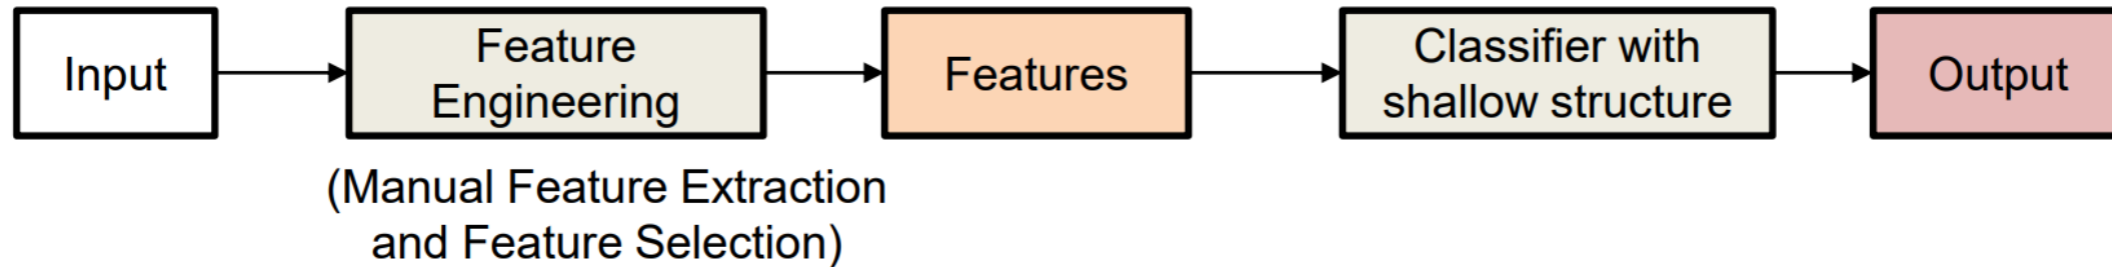 Input
Feature
Engineering
(Manual Feature Extraction
and Feature Selection)
Features
Classifier with
shallow structure
Output